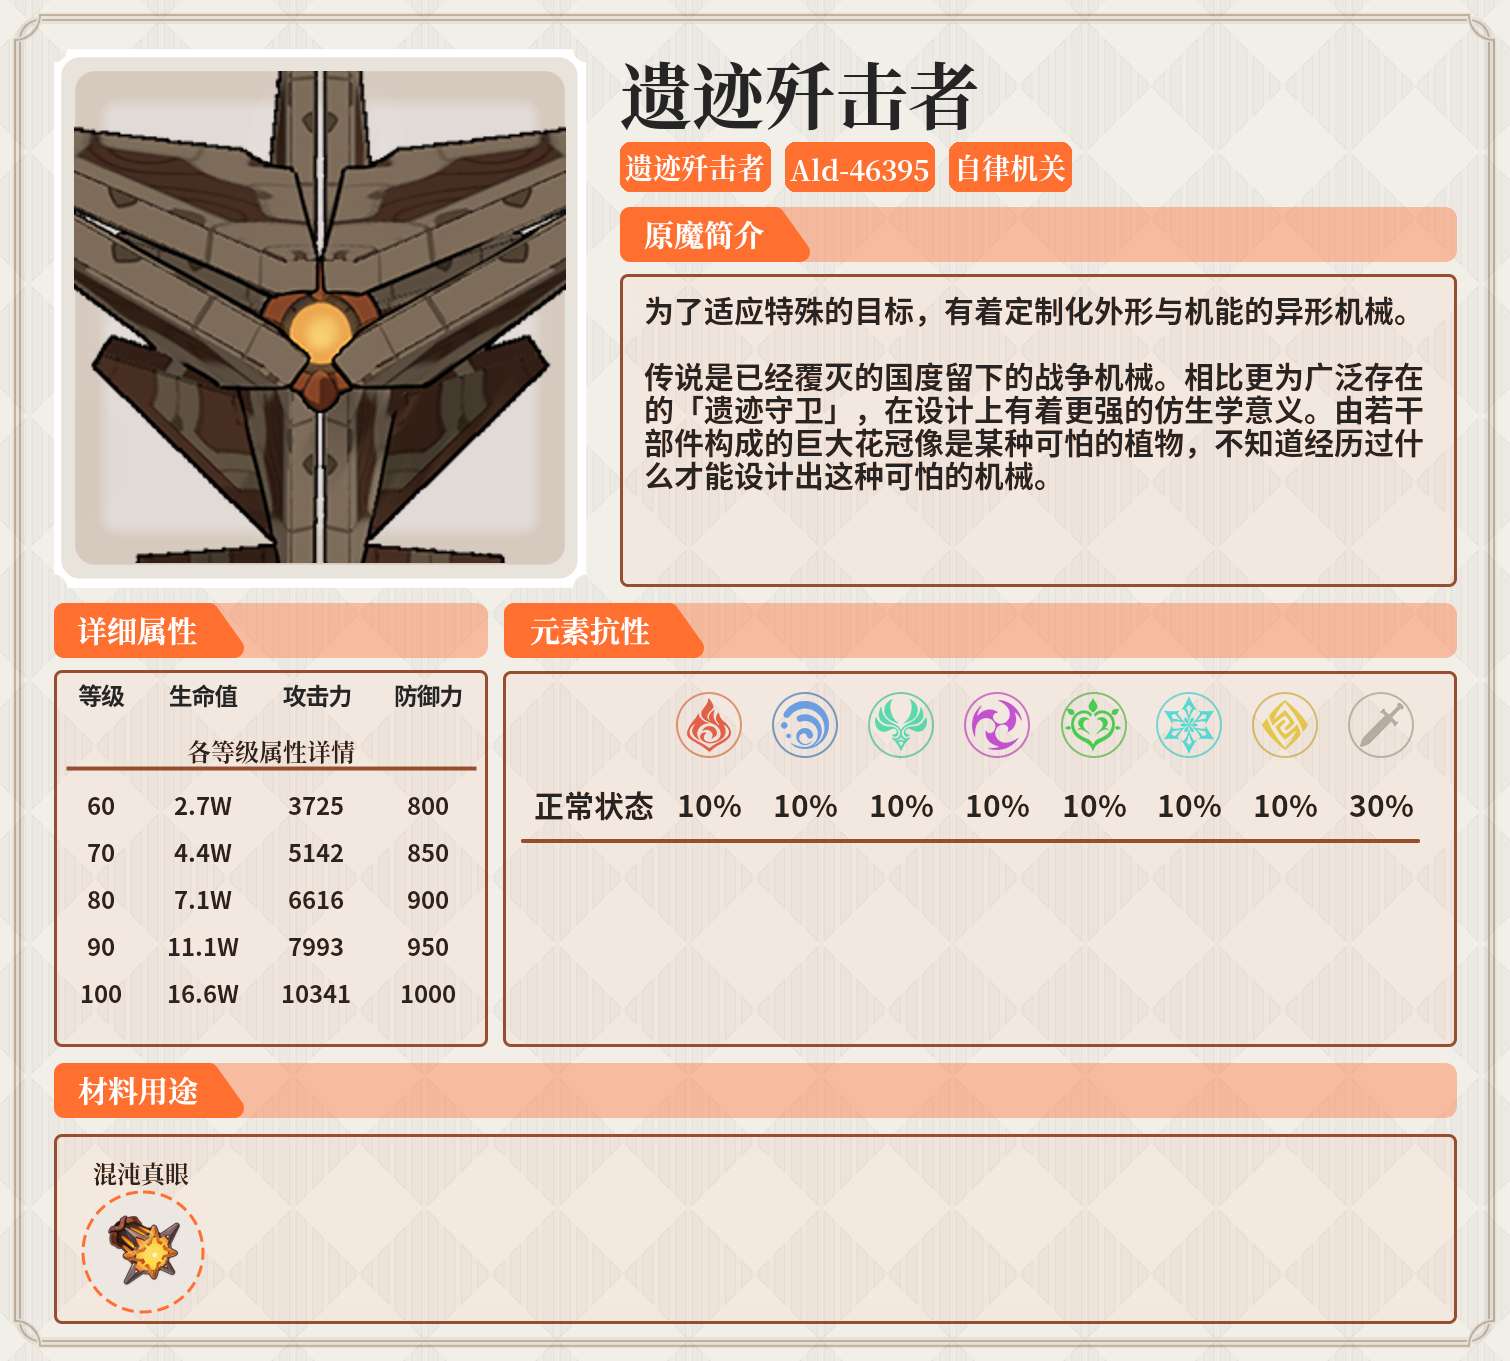 遗迹歼击者
遗迹歼击者 Ald-46395 自律机关
原魔简介
为了适应特殊的目标，有着定制化外形与机能的异形机械。
传说是已经覆灭的国度留下的战争机械。相比更为广泛存在
的「遗迹守卫」，在设计上有着更强的仿生学意义。由若干
部件构成的巨大花冠像是某种可怕的植物，不知道经历过什
么才能设计出这种可怕的机械。
详细属性
等级 生命值 攻击力 防御力
各等级属性详情
60 2.7W 3725 800
70 4.4W 5142 850
80 7.1W 6616 900
90 11.1W 7993 950
100 16.6W 10341 1000
元素抗性
正常状态 10% 10% 10% 10% 10% 10% 10% 30%
材料用途
混沌真眼